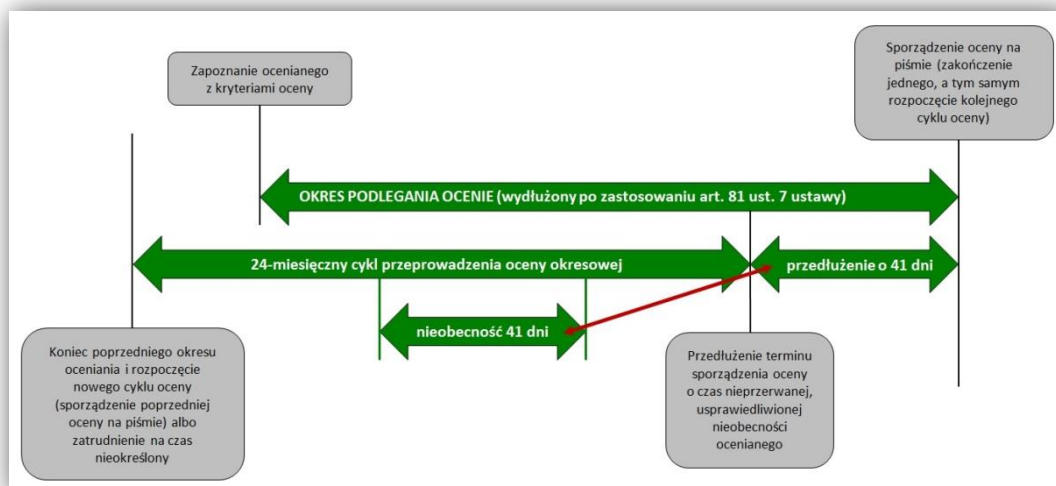 Zapoznanie ocenianego
z kryteriami oceny
Sporządzenie oceny na
piśmie (zakończenie
jednego, a tym samym
rozpoczęcie kolejnego
cyklu oceny)
OKRES PODLEGANIA OCENIE (wydłużony po zastosowaniu art. 81 ust. 7 ustawy)
24-miesięczny cykl przeprowadzenia oceny okresowej
przedłużenie o 41 dni
nieobecność 41 dni
Koniec poprzedniego okresu
oceniania i rozpoczęcie
nowego cyklu oceny
(sporządzenie poprzedniej
oceny na piśmie) albo
zatrudnienie na czas
nieokreślony
Przedłużenie terminu
sporządzenia oceny
o czas nieprzerwanej,
usprawiedliwionej
nieobecności
ocenianego